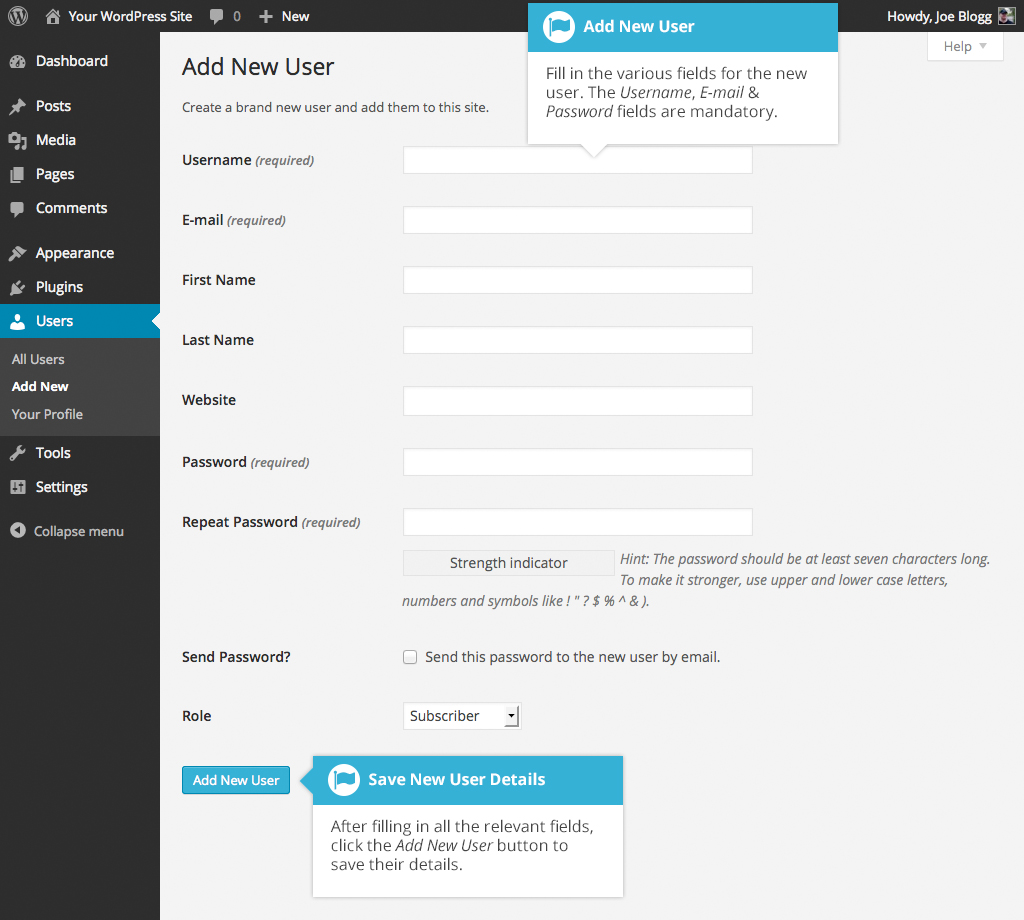 Your WordPress Site 0 New Howdy, Joe Blogg
Help
Dashboard
Posts
Media
Pages
Comments
Appearance
Plugins
Users
All Users
Add New
Your Profile
Tools
Settings
Collapse menu
Add New User
Create a brand new user and add them to this site.
Add New User
Fill in the various fields for the new
user. The Username, E-mail &
Password fields are mandatory.
Username (required)
E-mail (required)
First Name
Last Name
Website
Password (required)
Repeat Password (required)
Strength indicator
Hint: The password should be at least seven characters long.
To make it stronger, use upper and lower case letters,
numbers and symbols like ! " ? $ % ^ & ).
Send Password? Send this password to the new user by email.
Role Subscriber
Add New User
Save New User Details
After filling in all the relevant fields,
click the Add New User button to
save their details.